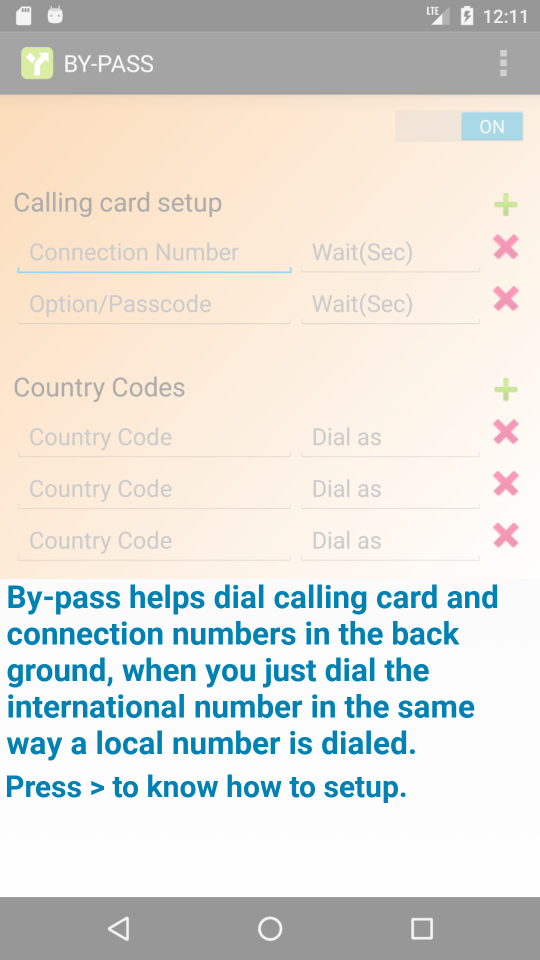 LTE 12:11
BY-PASS
ON
Calling card setup
Connection Number Wait(Sec)
Option/Passcode Wait(Sec)
Country Codes
Country Code Dial as
Country Code Dial as
Country Code Dial as
By-pass helps dial calling card and
connection numbers in the back
ground, when you just dial the
international number in the same
way a local number is dialed.
Press > to know how to setup.